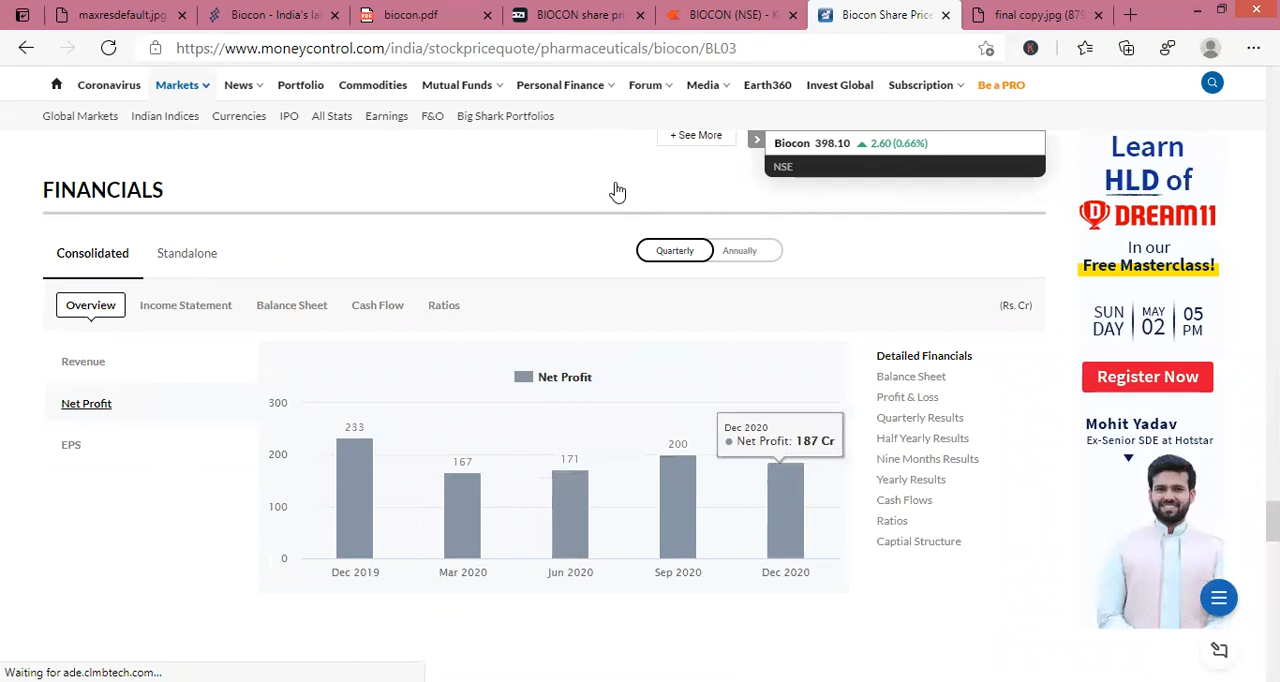 maxresdefault.jpg
Biocon - India's la
biocon.pdf
BIOCON share pri
BIOCON (NSE) - K
Biocon Share Price
final copy.jpg (879
https://www.moneycontrol.com/india/stockpricequote/pharmaceuticals/biocon/BL03
K
Coronavirus Markets News Portfolio Commodities Mutual Funds Personal Finance Forum Media Earth360 Invest Global Subscription Be a PRO
Global Markets Indian Indices Currencies IPO All Stats Earnings F&O Big Shark Portfolios
+ See More
Biocon 398.10 ▲ 2.60 (0.66%)
NSE
FINANCIALS
Consolidated Standalone
Quarterly Annually
Overview Income Statement Balance Sheet Cash Flow Ratios
(Rs. Cr)
Revenue
Net Profit
EPS
Net Profit
300
200
100
0
233
167
171
200
Dec 2020
Net Profit: 187 Cr
Dec 2019 Mar 2020 Jun 2020 Sep 2020 Dec 2020
Detailed Financials
Balance Sheet
Profit & Loss
Quarterly Results
Half Yearly Results
Nine Months Results
Yearly Results
Cash Flows
Ratios
Captial Structure
Learn
HLD of
DREAM11
In our
Free Masterclass!
SUN DAY
MAY 02
05 PM
Register Now
Mohit Yadav
Ex-Senior SDE at Hotstar
Waiting for ade.clmbtech.com...